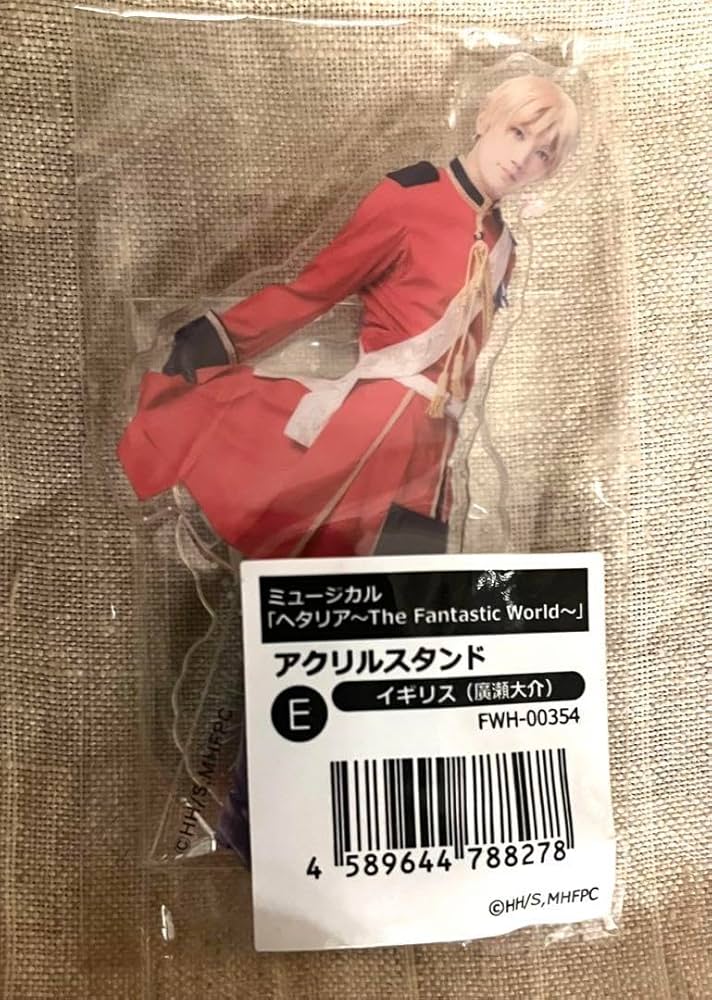 ミュージカル
「ヘタリア～The Fantastic World～」
アクリルスタンド
E イギリス（廣瀬大介）
FWH-00354
4 589644 788278
©HH/S,MHFPC
©HH/S,MHFPC